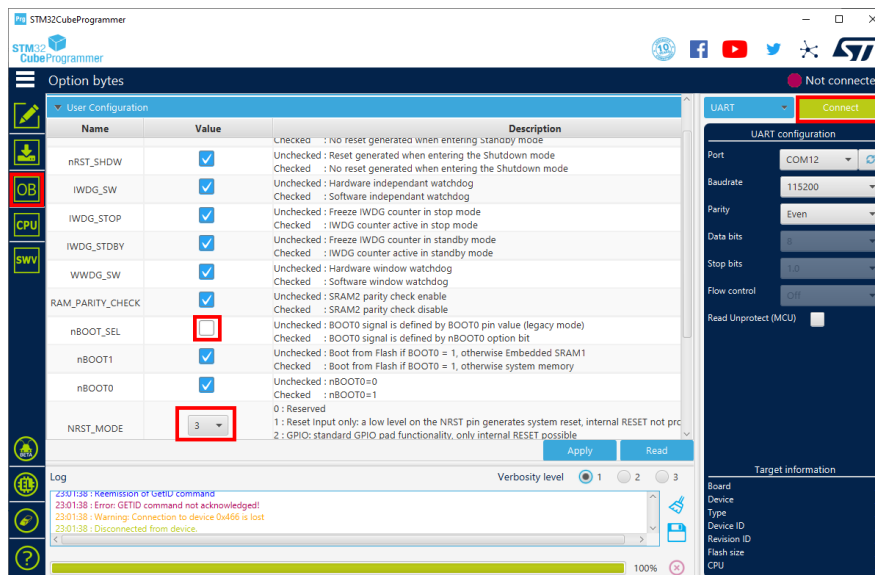 Prg STM32CubeProgrammer
STM32
CubeProgrammer
10
Option bytes
Not connecte
User Configuration
Name Value Description
Checked : No reset generated when entering Standby mode
nRST_SHDW
Unchecked : Reset generated when entering the Shutdown mode
Checked : No reset generated when entering the Shutdown mode
IWDG_SW
Unchecked : Hardware independant watchdog
Checked : Software independant watchdog
IWDG_STOP
Unchecked : Freeze IWDG counter in stop mode
Checked : IWDG counter active in stop mode
IWDG_STDBY
Unchecked : Freeze IWDG counter in standby mode
Checked : IWDG counter active in standby mode
WWDG_SW
Unchecked : Hardware window watchdog
Checked : Software window watchdog
RAM_PARITY_CHECK
Unchecked : SRAM2 parity check enable
Checked : SRAM2 parity check disable
nBOOT_SEL
Unchecked : BOOT0 signal is defined by BOOT0 pin value (legacy mode)
Checked : BOOT0 signal is defined by nBOOT0 option bit
nBOOT1
Unchecked : Boot from Flash if BOOT0 = 1, otherwise Embedded SRAM1
Checked : Boot from Flash if BOOT0 = 1, otherwise system memory
nBOOT0
Unchecked : nBOOT0=0
Checked : nBOOT0=1
NRST_MODE
3
0 : Reserved
1 : Reset Input only: a low level on the NRST pin generates system reset, internal RESET not prc
2 : GPIO: standard GPIO pad functionality, only internal RESET possible
Apply Read
OB
CPU
SWV
BETA
?
Log
Verbosity level 1 2 3
23:01:38 : Reemission of GetID command
23:01:38 : Error: GETID command not acknowledged!
23:01:38 : Warning: Connection to device 0x466 is lost
23:01:38 : Disconnected from device.
100%
UART Connect
UART configuration
Port COM12
Baudrate 115200
Parity Even
Data bits 8
Stop bits 1.0
Flow control Off
Read Unprotect (MCU)
Target information
Board
Device
Type
Device ID
Revision ID
Flash size
CPU